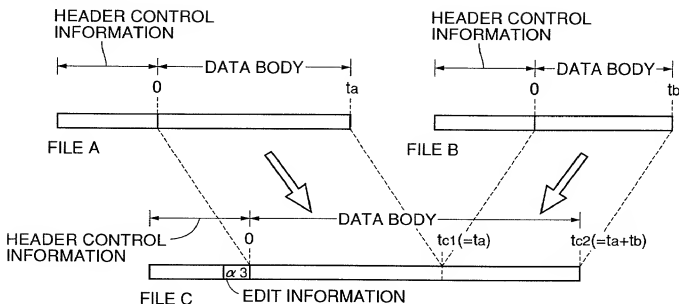 HEADER CONTROL
INFORMATION
DATA BODY
0
ta
FILE A
HEADER CONTROL
INFORMATION
DATA BODY
0
tb
FILE B
DATA BODY
HEADER CONTROL
INFORMATION
0
tc1(=ta)
tc2(=ta+tb)
α 3
FILE C
EDIT INFORMATION